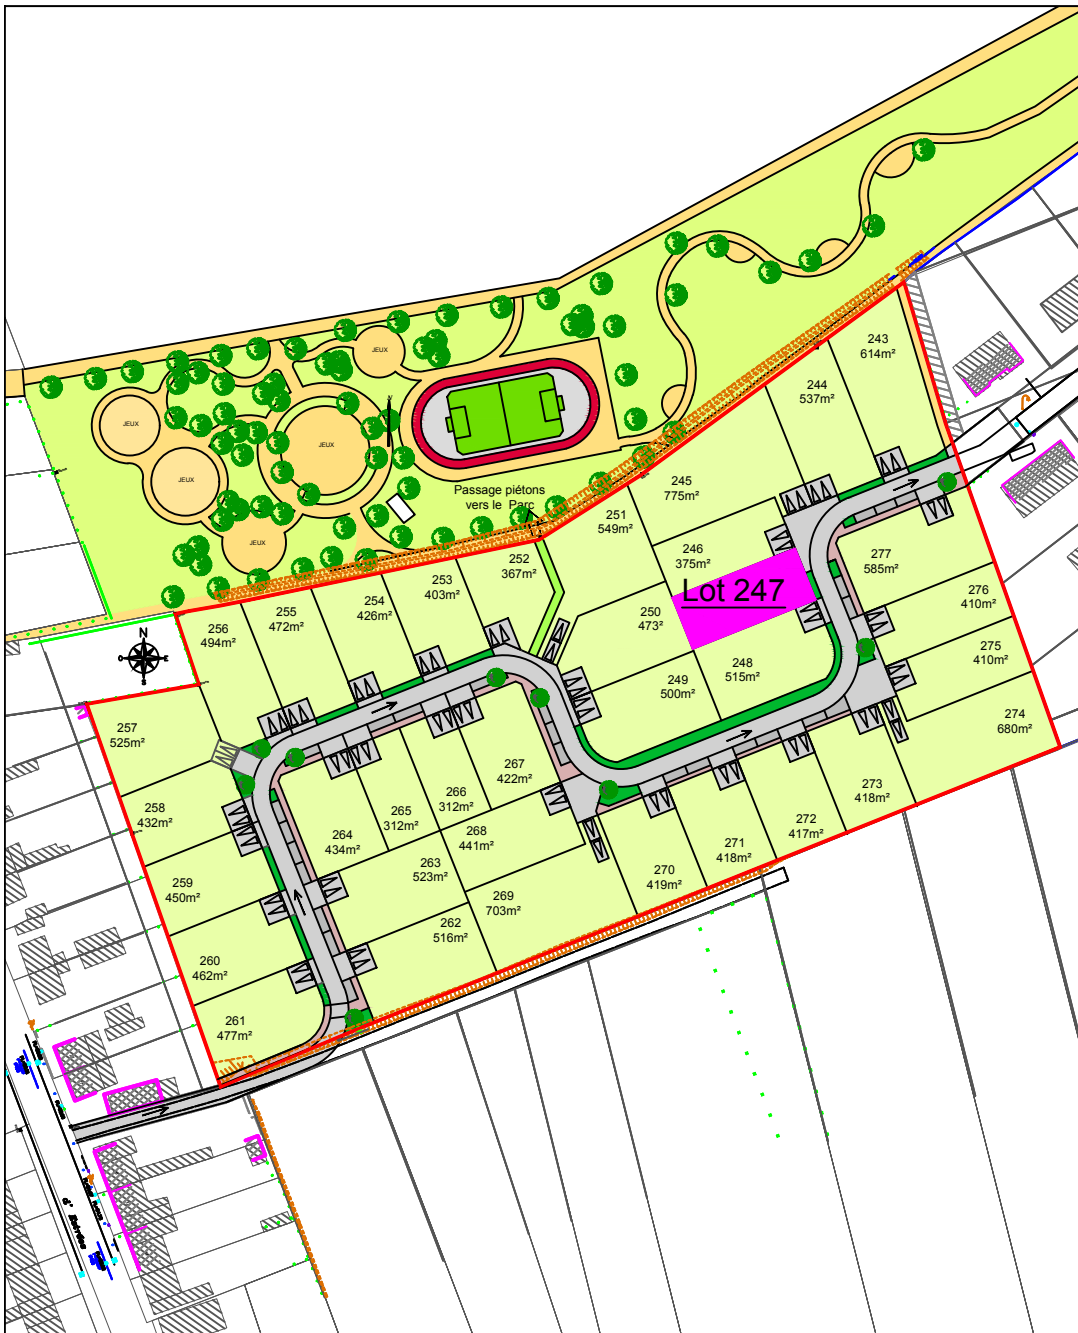 243
614m²
244
537m²
JEUX
JEUX
JEUX
JEUX
JEUX
Passage piétons
vers le Parc
245
775m²
251
549m²
246
375m²
Lot 247
277
585m²
276
410m²
275
410m²
274
680m²
252
367m²
253
403m²
254
426m²
255
472m²
256
494m²
250
473²
249
500m²
248
515m²
N
E
S
257
525m²
258
432m²
259
450m²
260
462m²
261
477m²
264
434m²
265
312m²
266
312m²
267
422m²
268
441m²
263
523m²
262
516m²
269
703m²
270
419m²
271
418m²
272
417m²
273
418m²